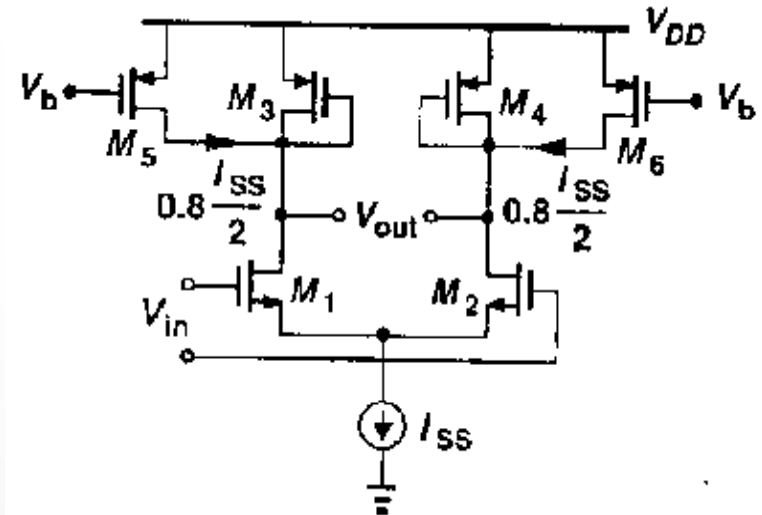 V_DD
V_b
M_3
M_4
V_b
M_5
M_6
0.8 I_SS/2
V_out
0.8 I_SS/2
M_1
M_2
V_in
I_SS